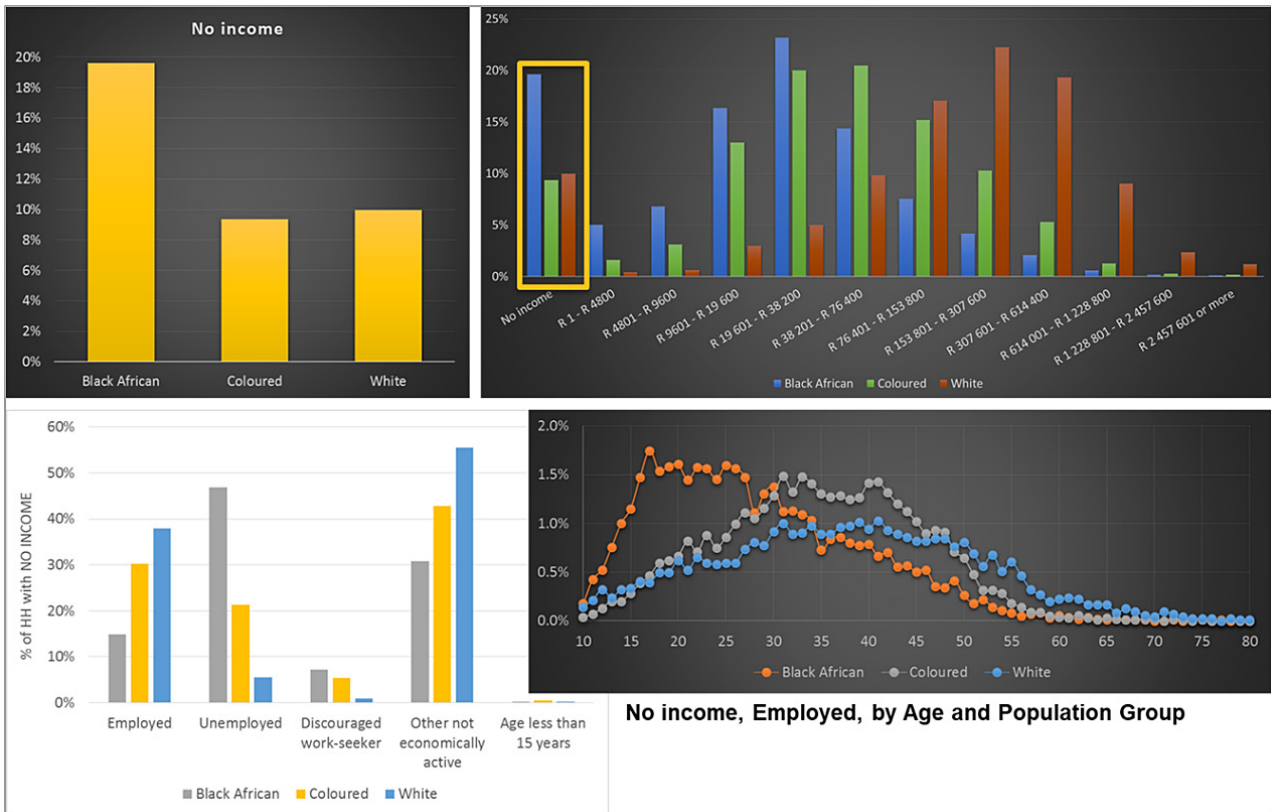 No income
20%
18%
16%
14%
12%
10%
8%
6%
4%
2%
0%
Black African Coloured White
25%
20%
15%
10%
5%
0%
No income
R 1 - R 4800
R 4801 - R 9600
R 9601 - R 19 600
R 19 601 - R 38 200
R 38 201 - R 76 400
R 76 401 - R 153 800
R 153 801 - R 307 600
R 307 601 - R 614 400
R 614 001 - R 1 228 800
R 1 228 801 - R 2 457 600
R 2 457 601 or more
Black African Coloured White
% of HH with NO INCOME
60%
50%
40%
30%
20%
10%
0%
Employed Unemployed Discouraged Other not Age less than
work-seeker economically 15 years
active
Black African Coloured White
2.0%
1.5%
1.0%
0.5%
0.0%
10 15 20 25 30 35 40 45 50 55 60 65 70 75 80
Black African Coloured White
No income, Employed, by Age and Population Group